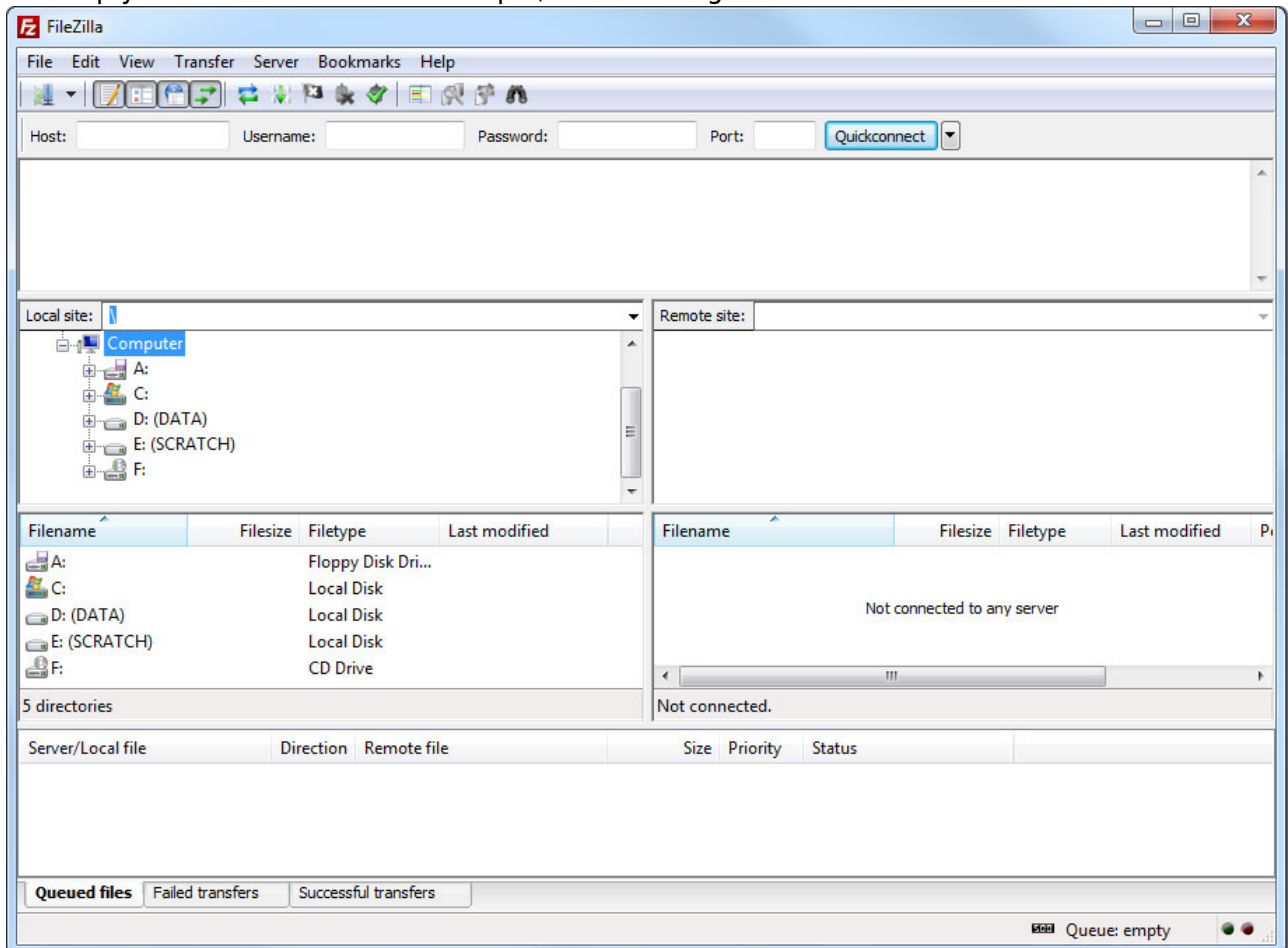 FileZilla
File Edit View Transfer Server Bookmarks Help
Host: Username: Password: Port: Quickconnect
Local site: \ Remote site:
Computer
A:
C:
D: (DATA)
E: (SCRATCH)
F:
Filename Filesize Filetype Last modified Filename Filesize Filetype Last modified
A: Floppy Disk Dri...
C: Local Disk
D: (DATA) Local Disk
E: (SCRATCH) Local Disk
F: CD Drive
Not connected to any server
5 directories Not connected.
Server/Local file Direction Remote file Size Priority Status
Queued files Failed transfers Successful transfers
Queue: empty